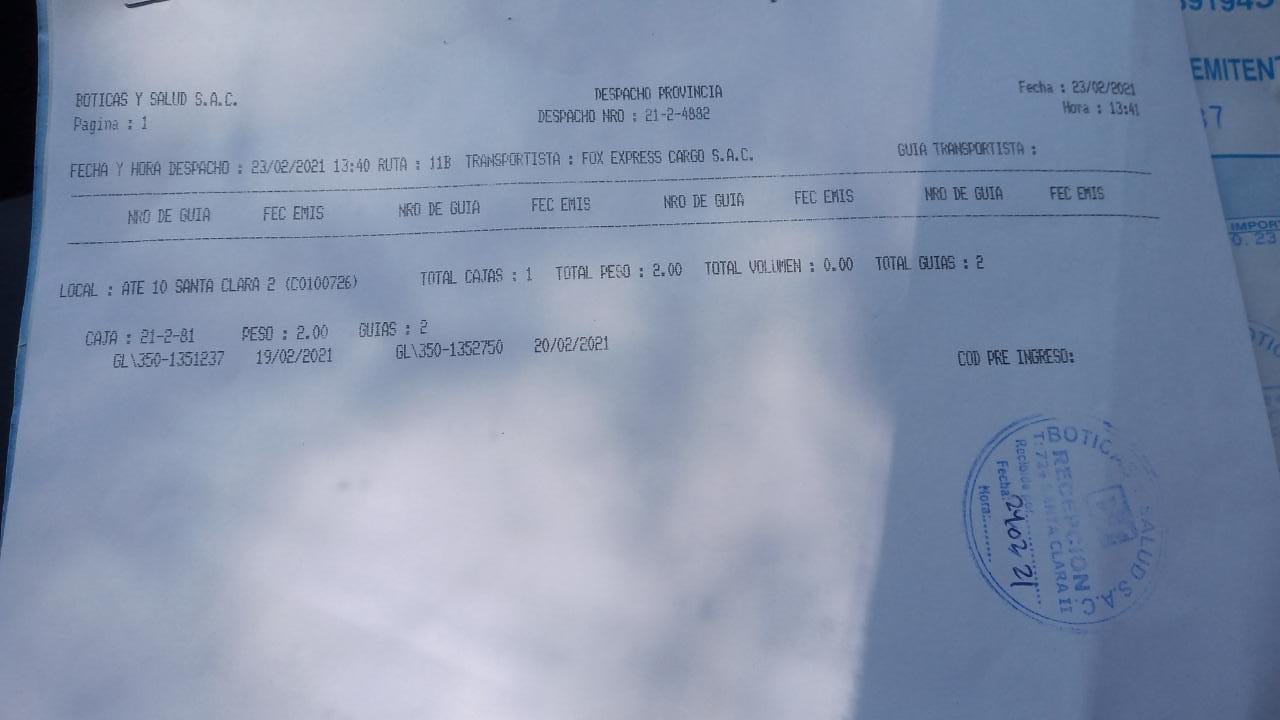 BOTICAS Y SALUD S.A.C.
DESPACHO PROVINCIA
Fecha : 23/02/2021
Pagina : 1
DESPACHO NRO : 21-2-4882
Hora : 13:41
FECHA Y HORA DESPACHO : 23/02/2021 13:40 RUTA : 11B TRANSPORTISTA : FOX EXPRESS CARGO S.A.C.
GUIA TRANSPORTISTA :
NRO DE GUIA FEC EMIS NRO DE GUIA FEC EMIS NRO DE GUIA FEC EMIS NRO DE GUIA FEC EMIS
LOCAL : ATE 10 SANTA CLARA 2 (C0100726) TOTAL CAJAS : 1 TOTAL PESO : 2.00 TOTAL VOLUMEN : 0.00 TOTAL GUIAS : 2
CAJA : 21-2-81 PESO : 2.00 GUIAS : 2
GL\350-1351237 19/02/2021 GL\350-1352750 20/02/2021
COD PRE INGRESO:
SALUD S.A.C.
RECEPCION
SANTA CLARA II
Fecha: 240221
Hora:
EMITEN
IMPOR